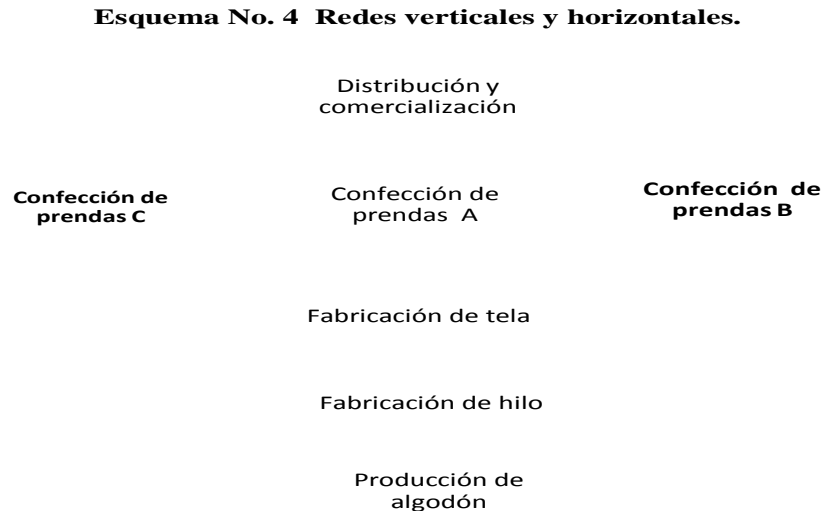 Esquema No. 4 Redes verticales y horizontales.
Distribución y
comercialización
Confección de
prendas C
Confección de
prendas A
Confección de
prendas B
Fabricación de tela
Fabricación de hilo
Producción de
algodón